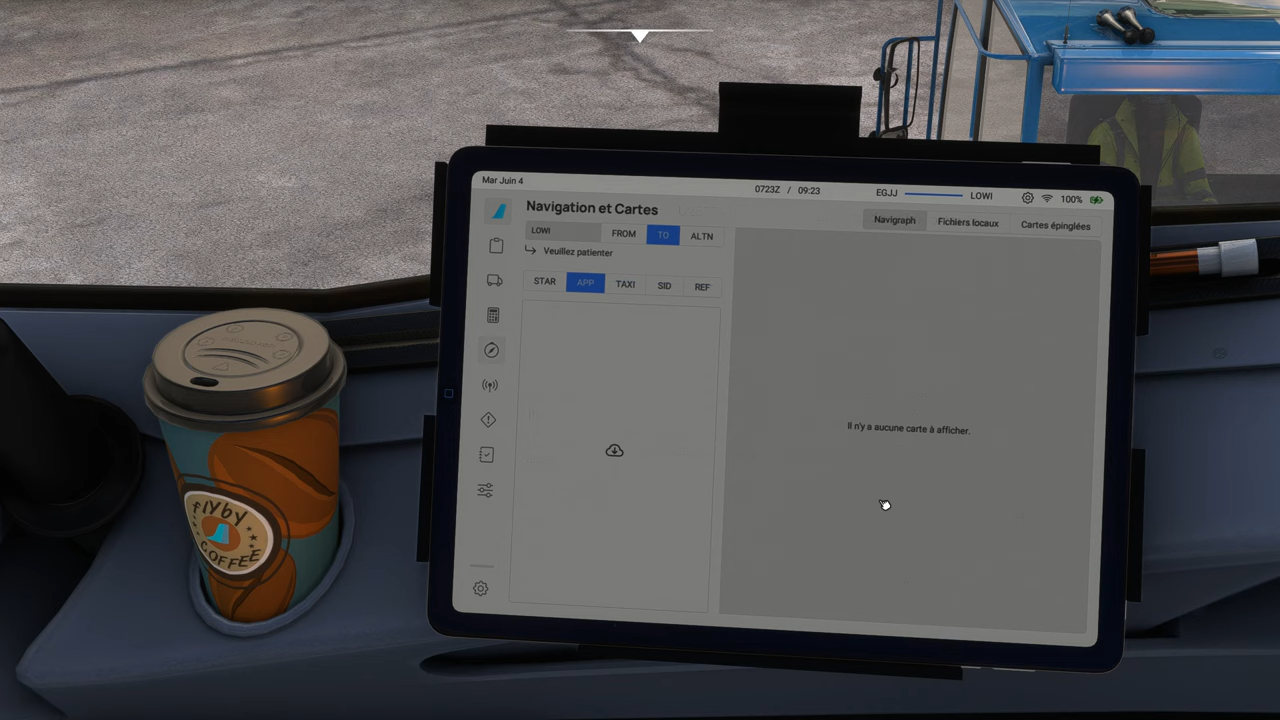 Mar Juin 4
0723Z / 09:23
EGJJ
LOWI
100%
Navigation et Cartes
Navigraph
Fichiers locaux
Cartes épinglées
LOWI
FROM
TO
ALTN
Veuillez patienter
STAR
APP
TAXI
SID
REF
Il n'y a aucune carte à afficher.
flyby
COFFEE